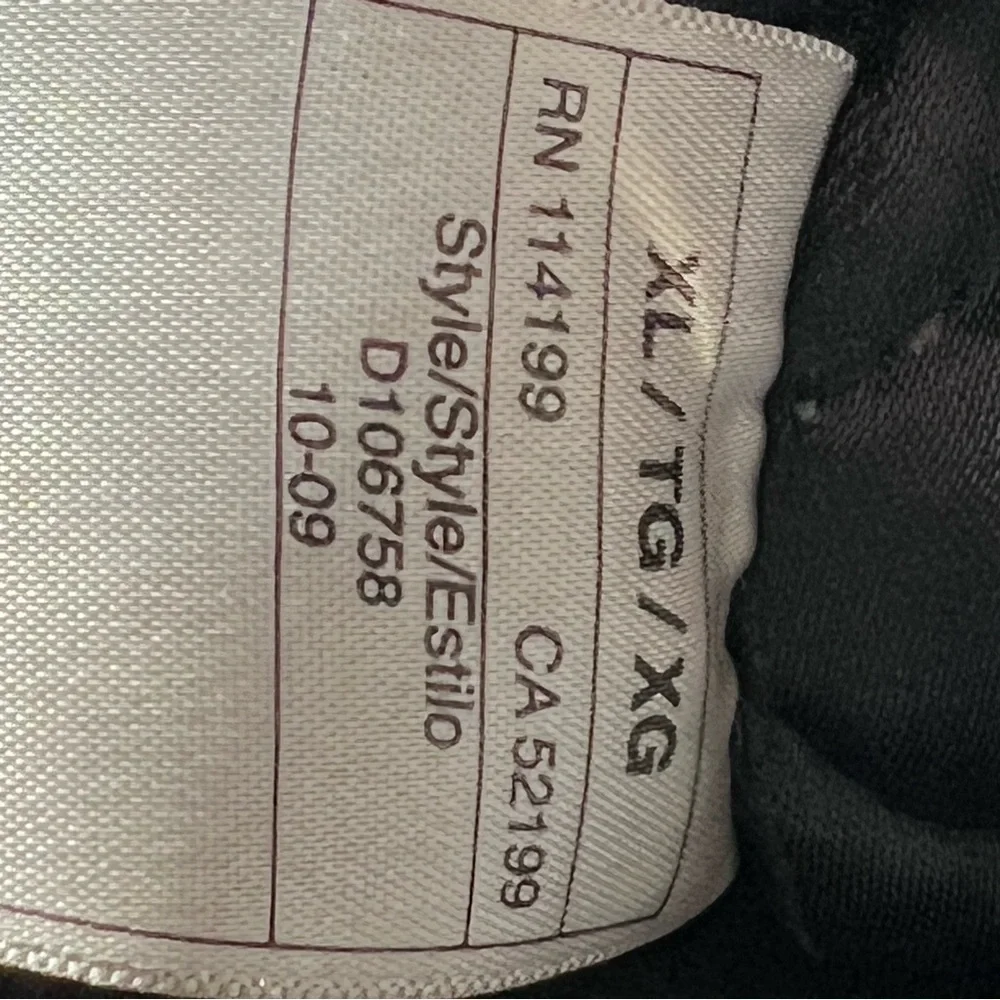 XL / TG / XG
RN 114199 CA 52199
Style/Style/Estilo
D106758
10-09